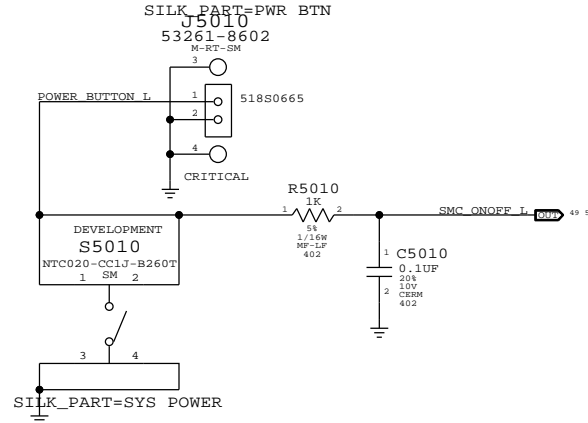 SILK_PART=PWR BTN
J5010
53261-8602
M-RT-SM
3
POWER_BUTTON_L
1
518S0665
2
4
CRITICAL
R5010
1K
1
2
SMC_ONOFF_L
OUT
49 5
5%
1/16W
MF-LF
402
DEVELOPMENT
S5010
NTC020-CC1J-B260T
SM
1
2
1
C5010
0.1UF
20%
10V
CERM
402
2
3
4
SILK_PART=SYS POWER